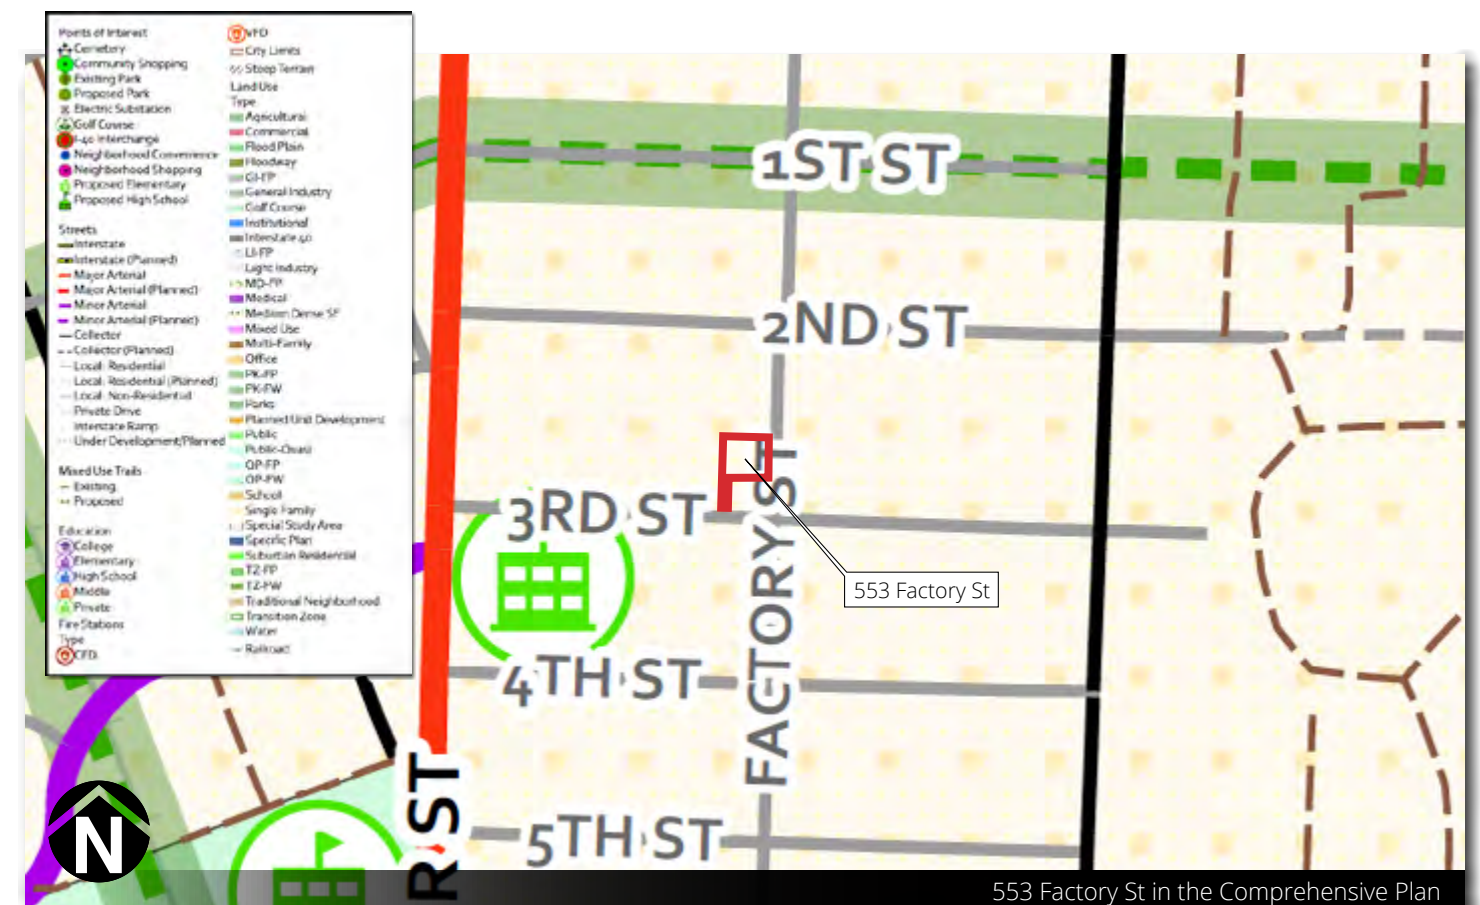 Points of Interest
Cemetery
Community Shopping
Existing Park
Proposed Park
Electric Substation
Golf Course
I-40 Interchange
Neighborhood Convenience
Neighborhood Shopping
Proposed Elementary
Proposed High School
Streets
Interstate
Interstate (Planned)
Major Arterial
Major Arterial (Planned)
Minor Arterial
Minor Arterial (Planned)
Collector
Collector (Planned)
Local: Residential
Local: Residential (Planned)
Local: Non-Residential
Private Drive
Interstate Ramp
Under Development/Planned
Mixed Use Trails
Existing
Proposed
Education
College
Elementary
High School
Middle
Private
Fire Stations
Type
CFD
VFD
City Limits
Steep Terrain
Land Use
Type
Agricultural
Commercial
Flood Plain
Floodway
GI-FP
General Industry
Golf Course
Institutional
Interstate 40
LI-FP
Light Industry
MD-FP
Medical
Medium Dense SF
Mixed Use
Multi-Family
Office
PK-FP
PK-FW
Parks
Planned Unit Development
Public
Public-Quasi
QP-FP
QP-FW
School
Single Family
Special Study Area
Specific Plan
Suburban Residential
TZ-FP
TZ-FW
Traditional Neighborhood
Transition Zone
Water
Railroad
1ST ST
2ND ST
3RD ST
FACTORY ST
553 Factory St
4TH ST
R ST
5TH ST
N
553 Factory St in the Comprehensive Plan